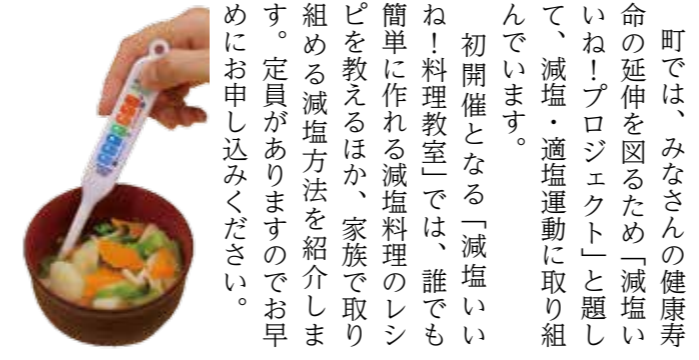 町では、みなさんの健康寿
命の延伸を図るため「減塩い
いね！プロジェクト」と題し
て、減塩・適塩運動に取り組
んでいます。
　初開催となる「減塩いい
ね！料理教室」では、誰でも
簡単に作れる減塩料理のレシ
ピを教えるほか、家族で取り
組める減塩方法を紹介しま
す。定員がありますのでお早
めにお申し込みください。